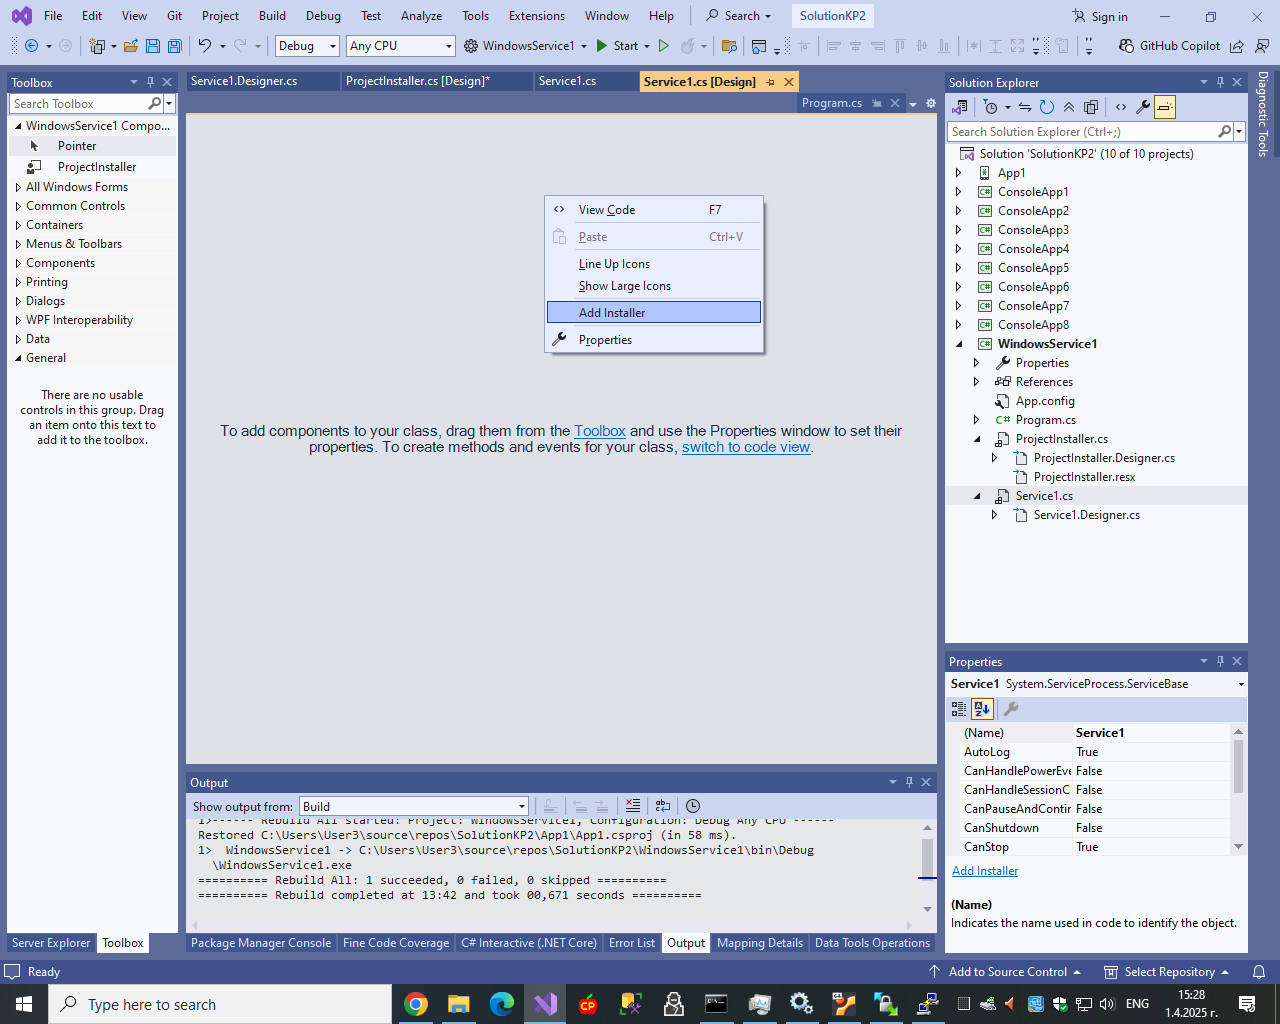 File Edit View Git Project Build Debug Test Analyze Tools Extensions Window Help Search SolutionKP2 Sign in
Debug Any CPU WindowsService1 Start GitHub Copilot
Toolbox
Search Toolbox
WindowsService1 Compo...
Pointer
ProjectInstaller
All Windows Forms
Common Controls
Containers
Menus & Toolbars
Components
Printing
Dialogs
WPF Interoperability
Data
General
There are no usable
controls in this group. Drag
an item onto this text to
add it to the toolbox.
Server Explorer Toolbox
Service1.Designer.cs ProjectInstaller.cs [Design]* Service1.cs Service1.cs [Design]
Program.cs
View Code F7
Paste Ctrl+V
Line Up Icons
Show Large Icons
Add Installer
Properties
To add components to your class, drag them from the Toolbox and use the Properties window to set their
properties. To create methods and events for your class, switch to code view.
Output
Show output from: Build
1>------ Rebuild All started: Project: WindowsService1, Configuration: Debug Any CPU ------
Restored C:\Users\User3\source\repos\SolutionKP2\App1\App1.csproj (in 58 ms).
1>  WindowsService1 -> C:\Users\User3\source\repos\SolutionKP2\WindowsService1\bin\Debug
\WindowsService1.exe
========== Rebuild All: 1 succeeded, 0 failed, 0 skipped ==========
========== Rebuild completed at 13:42 and took 00,671 seconds ==========
Package Manager Console Fine Code Coverage C# Interactive (.NET Core) Error List Output Mapping Details Data Tools Operations
Solution Explorer
Search Solution Explorer (Ctrl+;)
Solution 'SolutionKP2' (10 of 10 projects)
App1
C# ConsoleApp1
C# ConsoleApp2
C# ConsoleApp3
C# ConsoleApp4
C# ConsoleApp5
C# ConsoleApp6
C# ConsoleApp7
C# ConsoleApp8
C# WindowsService1
Properties
References
App.config
C# Program.cs
ProjectInstaller.cs
ProjectInstaller.Designer.cs
ProjectInstaller.resx
Service1.cs
Service1.Designer.cs
Diagnostic Tools
Properties
Service1 System.ServiceProcess.ServiceBase
(Name) Service1
AutoLog True
CanHandlePowerEve False
CanHandleSessionC False
CanPauseAndContin False
CanShutdown False
CanStop True
Add Installer
(Name)
Indicates the name used in code to identify the object.
Ready Add to Source Control Select Repository
Type here to search CP ENG 15:28
1.4.2025 г.